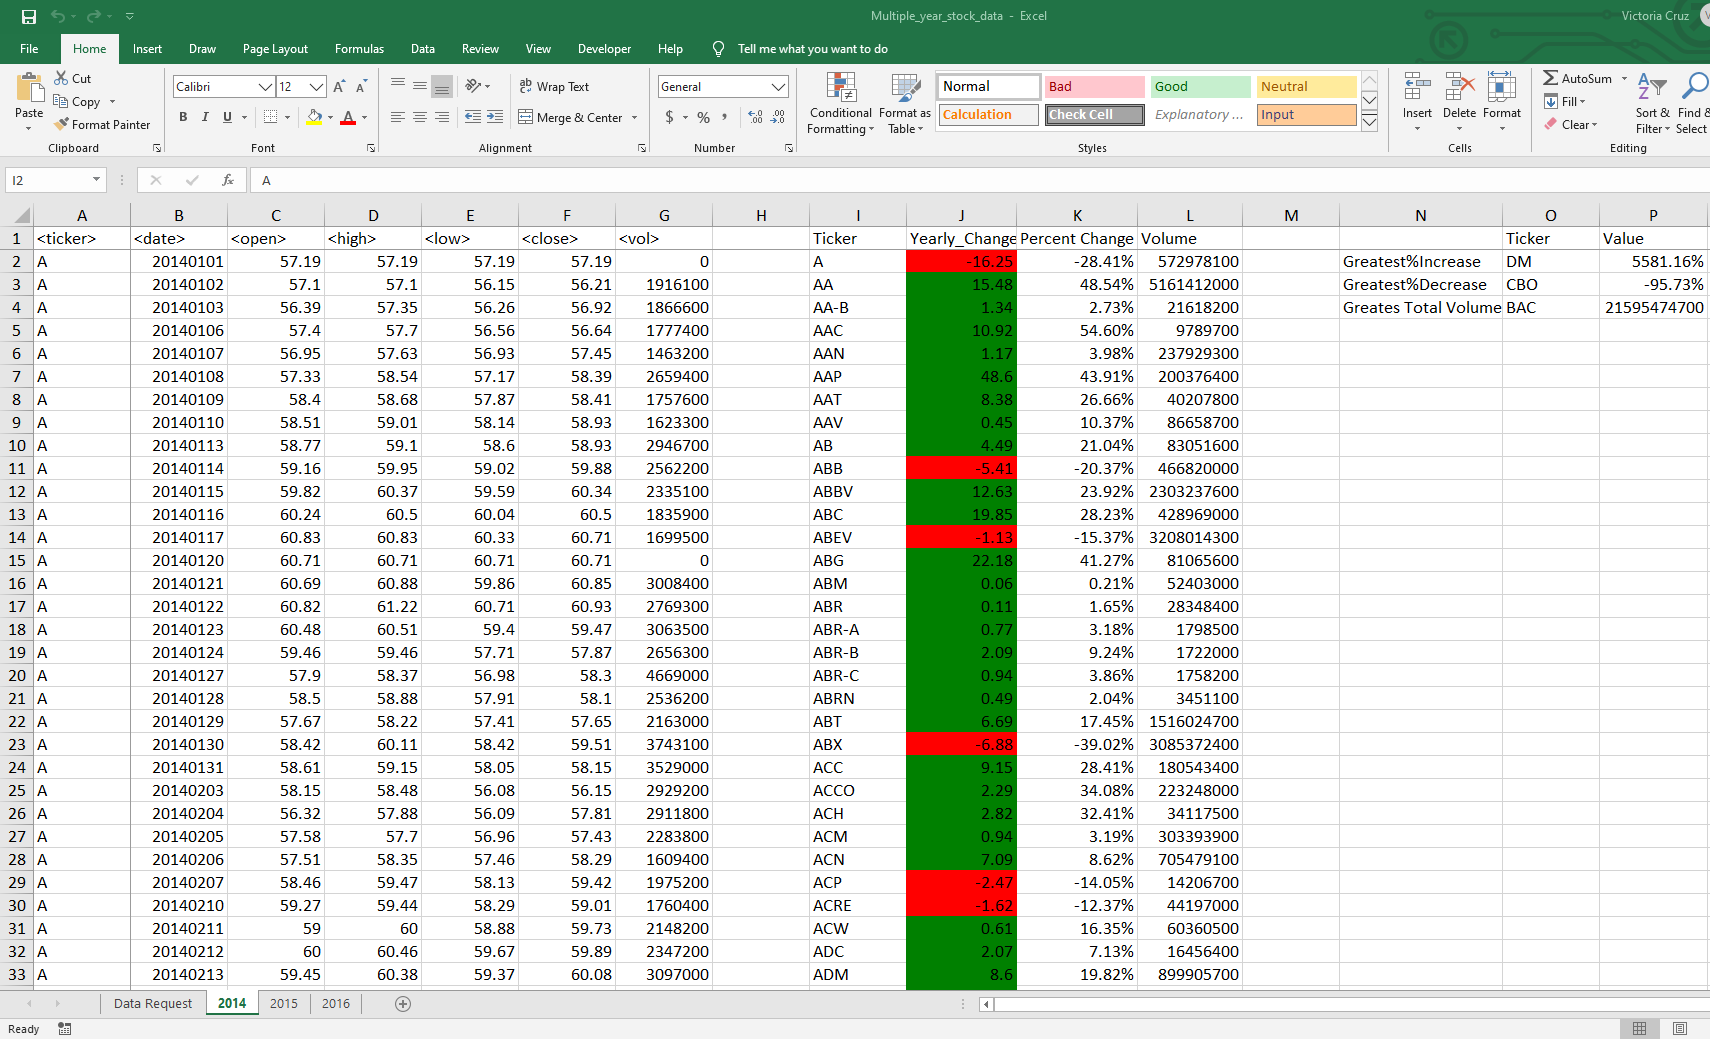 Multiple_year_stock_data - Excel
Victoria Cruz
File Home Insert Draw Page Layout Formulas Data Review View Developer Help Tell me what you want to do
Paste
Cut
Copy
Format Painter
Clipboard
Calibri 12
B I U
Font
Wrap Text
Merge & Center
Alignment
General
$ % ,
Number
Conditional Formatting
Format as Table
Normal Bad Good Neutral
Calculation Check Cell Explanatory ... Input
Styles
Insert Delete Format
Cells
AutoSum
Fill
Clear
Sort & Filter
Find & Select
Editing
I2 fx A
A B C D E F G H I J K L M N O P
1 <ticker> <date> <open> <high> <low> <close> <vol> Ticker Yearly_Change Percent Change Volume Ticker Value
2 A 20140101 57.19 57.19 57.19 57.19 0 A -16.25 -28.41% 572978100 Greatest%Increase DM 5581.16%
3 A 20140102 57.1 57.1 56.15 56.21 1916100 AA 15.48 48.54% 5161412000 Greatest%Decrease CBO -95.73%
4 A 20140103 56.39 57.35 56.26 56.92 1866600 AA-B 1.34 2.73% 21618200 Greates Total Volume BAC 21595474700
5 A 20140106 57.4 57.7 56.56 56.64 1777400 AAC 10.92 54.60% 9789700
6 A 20140107 56.95 57.63 56.93 57.45 1463200 AAN 1.17 3.98% 237929300
7 A 20140108 57.33 58.54 57.17 58.39 2659400 AAP 48.6 43.91% 200376400
8 A 20140109 58.4 58.68 57.87 58.41 1757600 AAT 8.38 26.66% 40207800
9 A 20140110 58.51 59.01 58.14 58.93 1623300 AAV 0.45 10.37% 86658700
10 A 20140113 58.77 59.1 58.6 58.93 2946700 AB 4.49 21.04% 83051600
11 A 20140114 59.16 59.95 59.02 59.88 2562200 ABB -5.41 -20.37% 466820000
12 A 20140115 59.82 60.37 59.59 60.34 2335100 ABBV 12.63 23.92% 2303237600
13 A 20140116 60.24 60.5 60.04 60.5 1835900 ABC 19.85 28.23% 428969000
14 A 20140117 60.83 60.83 60.33 60.71 1699500 ABEV -1.13 -15.37% 3208014300
15 A 20140120 60.71 60.71 60.71 60.71 0 ABG 22.18 41.27% 81065600
16 A 20140121 60.69 60.88 59.86 60.85 3008400 ABM 0.06 0.21% 52403000
17 A 20140122 60.82 61.22 60.71 60.93 2769300 ABR 0.11 1.65% 28348400
18 A 20140123 60.48 60.51 59.4 59.47 3063500 ABR-A 0.77 3.18% 1798500
19 A 20140124 59.46 59.46 57.71 57.87 2656300 ABR-B 2.09 9.24% 1722000
20 A 20140127 57.9 58.37 56.98 58.3 4669000 ABR-C 0.94 3.86% 1758200
21 A 20140128 58.5 58.88 57.91 58.1 2536200 ABRN 0.49 2.04% 3451100
22 A 20140129 57.67 58.22 57.41 57.65 2163000 ABT 6.69 17.45% 1516024700
23 A 20140130 58.42 60.11 58.42 59.51 3743100 ABX -6.88 -39.02% 3085372400
24 A 20140131 58.61 59.15 58.05 58.15 3529000 ACC 9.15 28.41% 180543400
25 A 20140203 58.15 58.48 56.08 56.15 2929200 ACCO 2.29 34.08% 223248000
26 A 20140204 56.32 57.88 56.09 57.81 2911800 ACH 2.82 32.41% 34117500
27 A 20140205 57.58 57.7 56.96 57.43 2283800 ACM 0.94 3.19% 303393900
28 A 20140206 57.51 58.35 57.46 58.29 1609400 ACN 7.09 8.62% 705479100
29 A 20140207 58.46 59.47 58.13 59.42 1975200 ACP -2.47 -14.05% 14206700
30 A 20140210 59.27 59.44 58.29 59.01 1760400 ACRE -1.62 -12.37% 44197000
31 A 20140211 59 60 58.88 59.73 2148200 ACW 0.61 16.35% 60360500
32 A 20140212 60 60.46 59.67 59.89 2347200 ADC 2.07 7.13% 16456400
33 A 20140213 59.45 60.38 59.37 60.08 3097000 ADM 8.6 19.82% 899905700
Data Request 2014 2015 2016
Ready